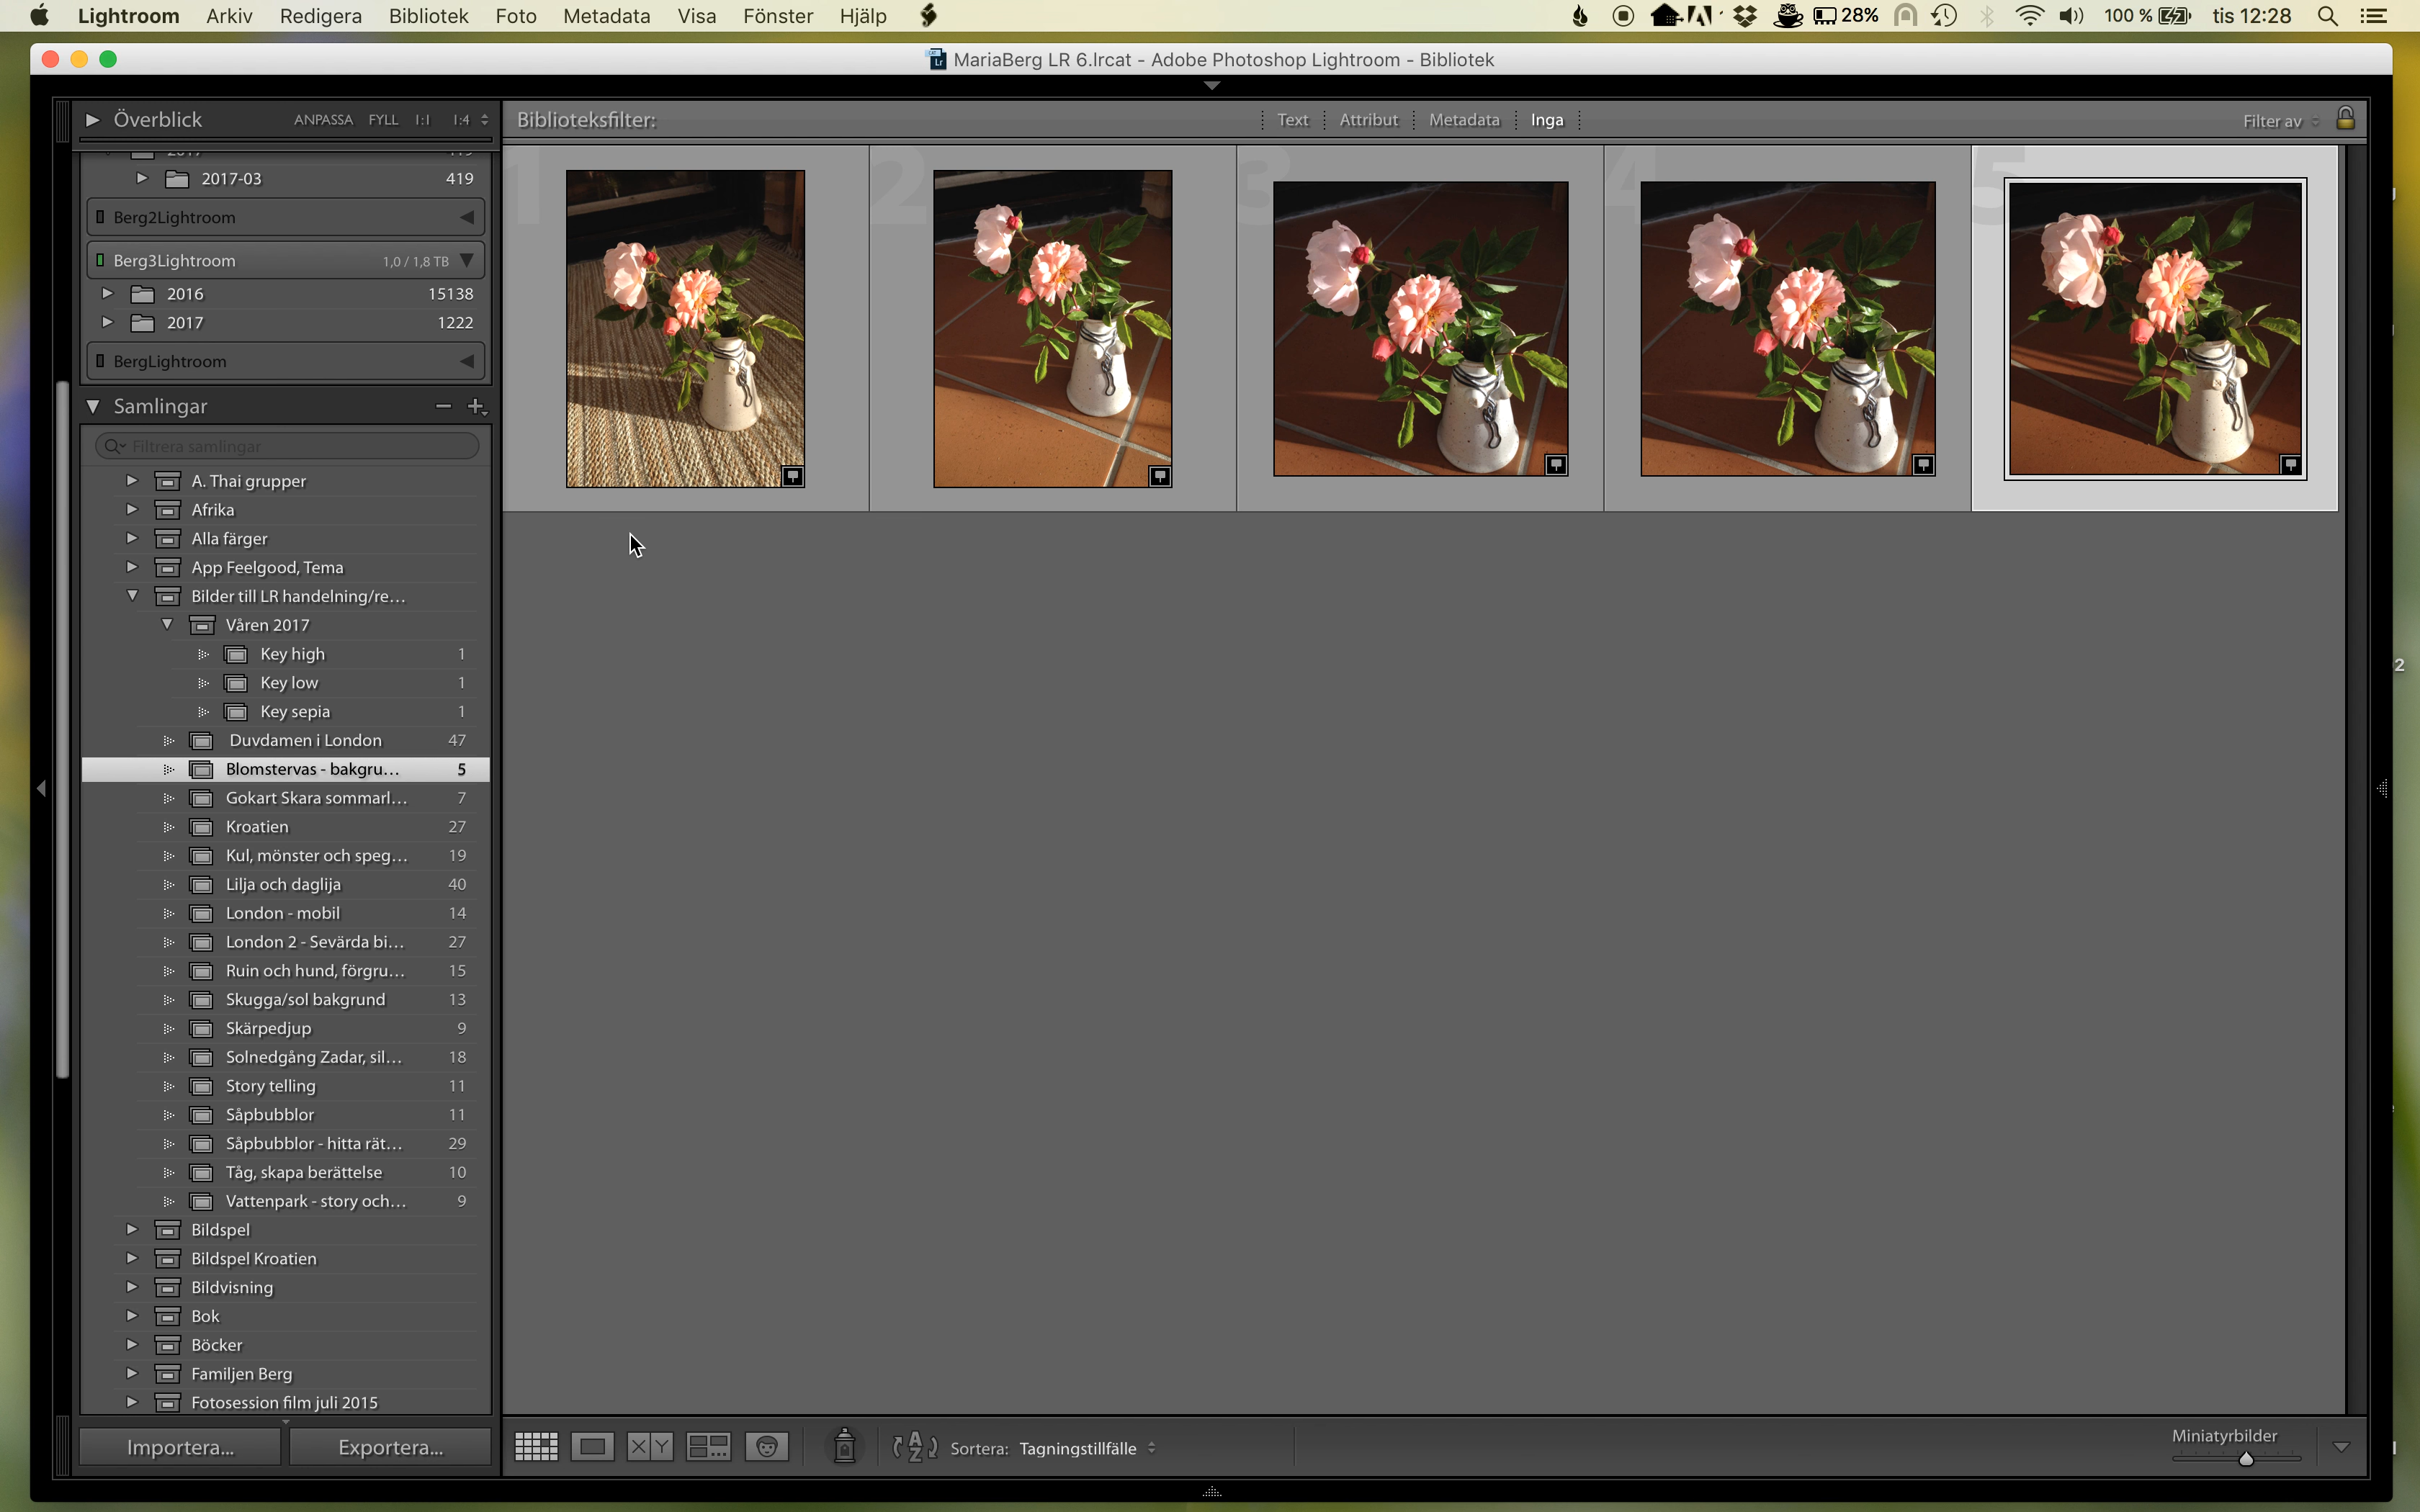 Lightroom Arkiv Redigera Bibliotek Foto Metadata Visa Fönster Hjälp 28% 100 % tis 12:28
MariaBerg LR 6.lrcat - Adobe Photoshop Lightroom - Bibliotek
Överblick ANPASSA FYLL 1:1 1:4
Biblioteksfilter: Text Attribut Metadata Inga Filter av
2017 419
2017-03 419
Berg2Lightroom
Berg3Lightroom 1,0 / 1,8 TB
2016 15138
2017 1222
BergLightroom
1 2 3 4 5
Samlingar
Filtrera samlingar
A. Thai grupper
Afrika
Alla färger
App Feelgood, Tema
Bilder till LR handelning/re...
Våren 2017
Key high 1
Key low 1
Key sepia 1
Duvdamen i London 47
Blomstervas - bakgru... 5
Gokart Skara sommarl... 7
Kroatien 27
Kul, mönster och speg... 19
Lilja och daglija 40
London - mobil 14
London 2 - Sevärda bi... 27
Ruin och hund, förgru... 15
Skugga/sol bakgrund 13
Skärpedjup 9
Solnedgång Zadar, sil... 18
Story telling 11
Såpbubblor 11
Såpbubblor - hitta rät... 29
Tåg, skapa berättelse 10
Vattenpark - story och... 9
Bildspel
Bildspel Kroatien
Bildvisning
Bok
Böcker
Familjen Berg
Fotosession film juli 2015
Importera... Exportera...
X Y
A Z Sortera: Tagningstillfälle
Miniatyrbilder
2